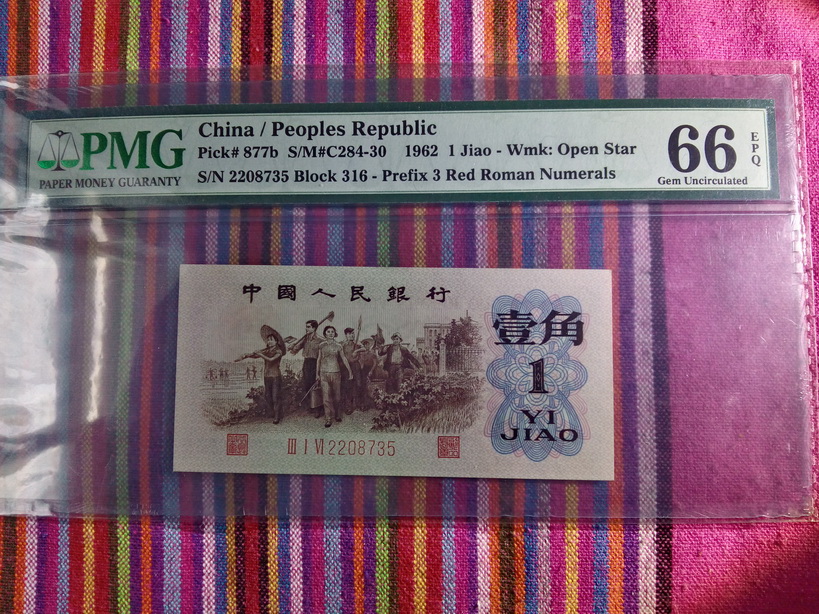 PMG
PAPER MONEY GUARANTY
China / Peoples Republic
Pick# 877b S/M#C284-30 1962 1 Jiao - Wmk: Open Star
S/N 2208735 Block 316 - Prefix 3 Red Roman Numerals
66 EPQ
Gem Uncirculated
中國人民銀行
壹角
1
YI
JIAO
III I VI 2208735